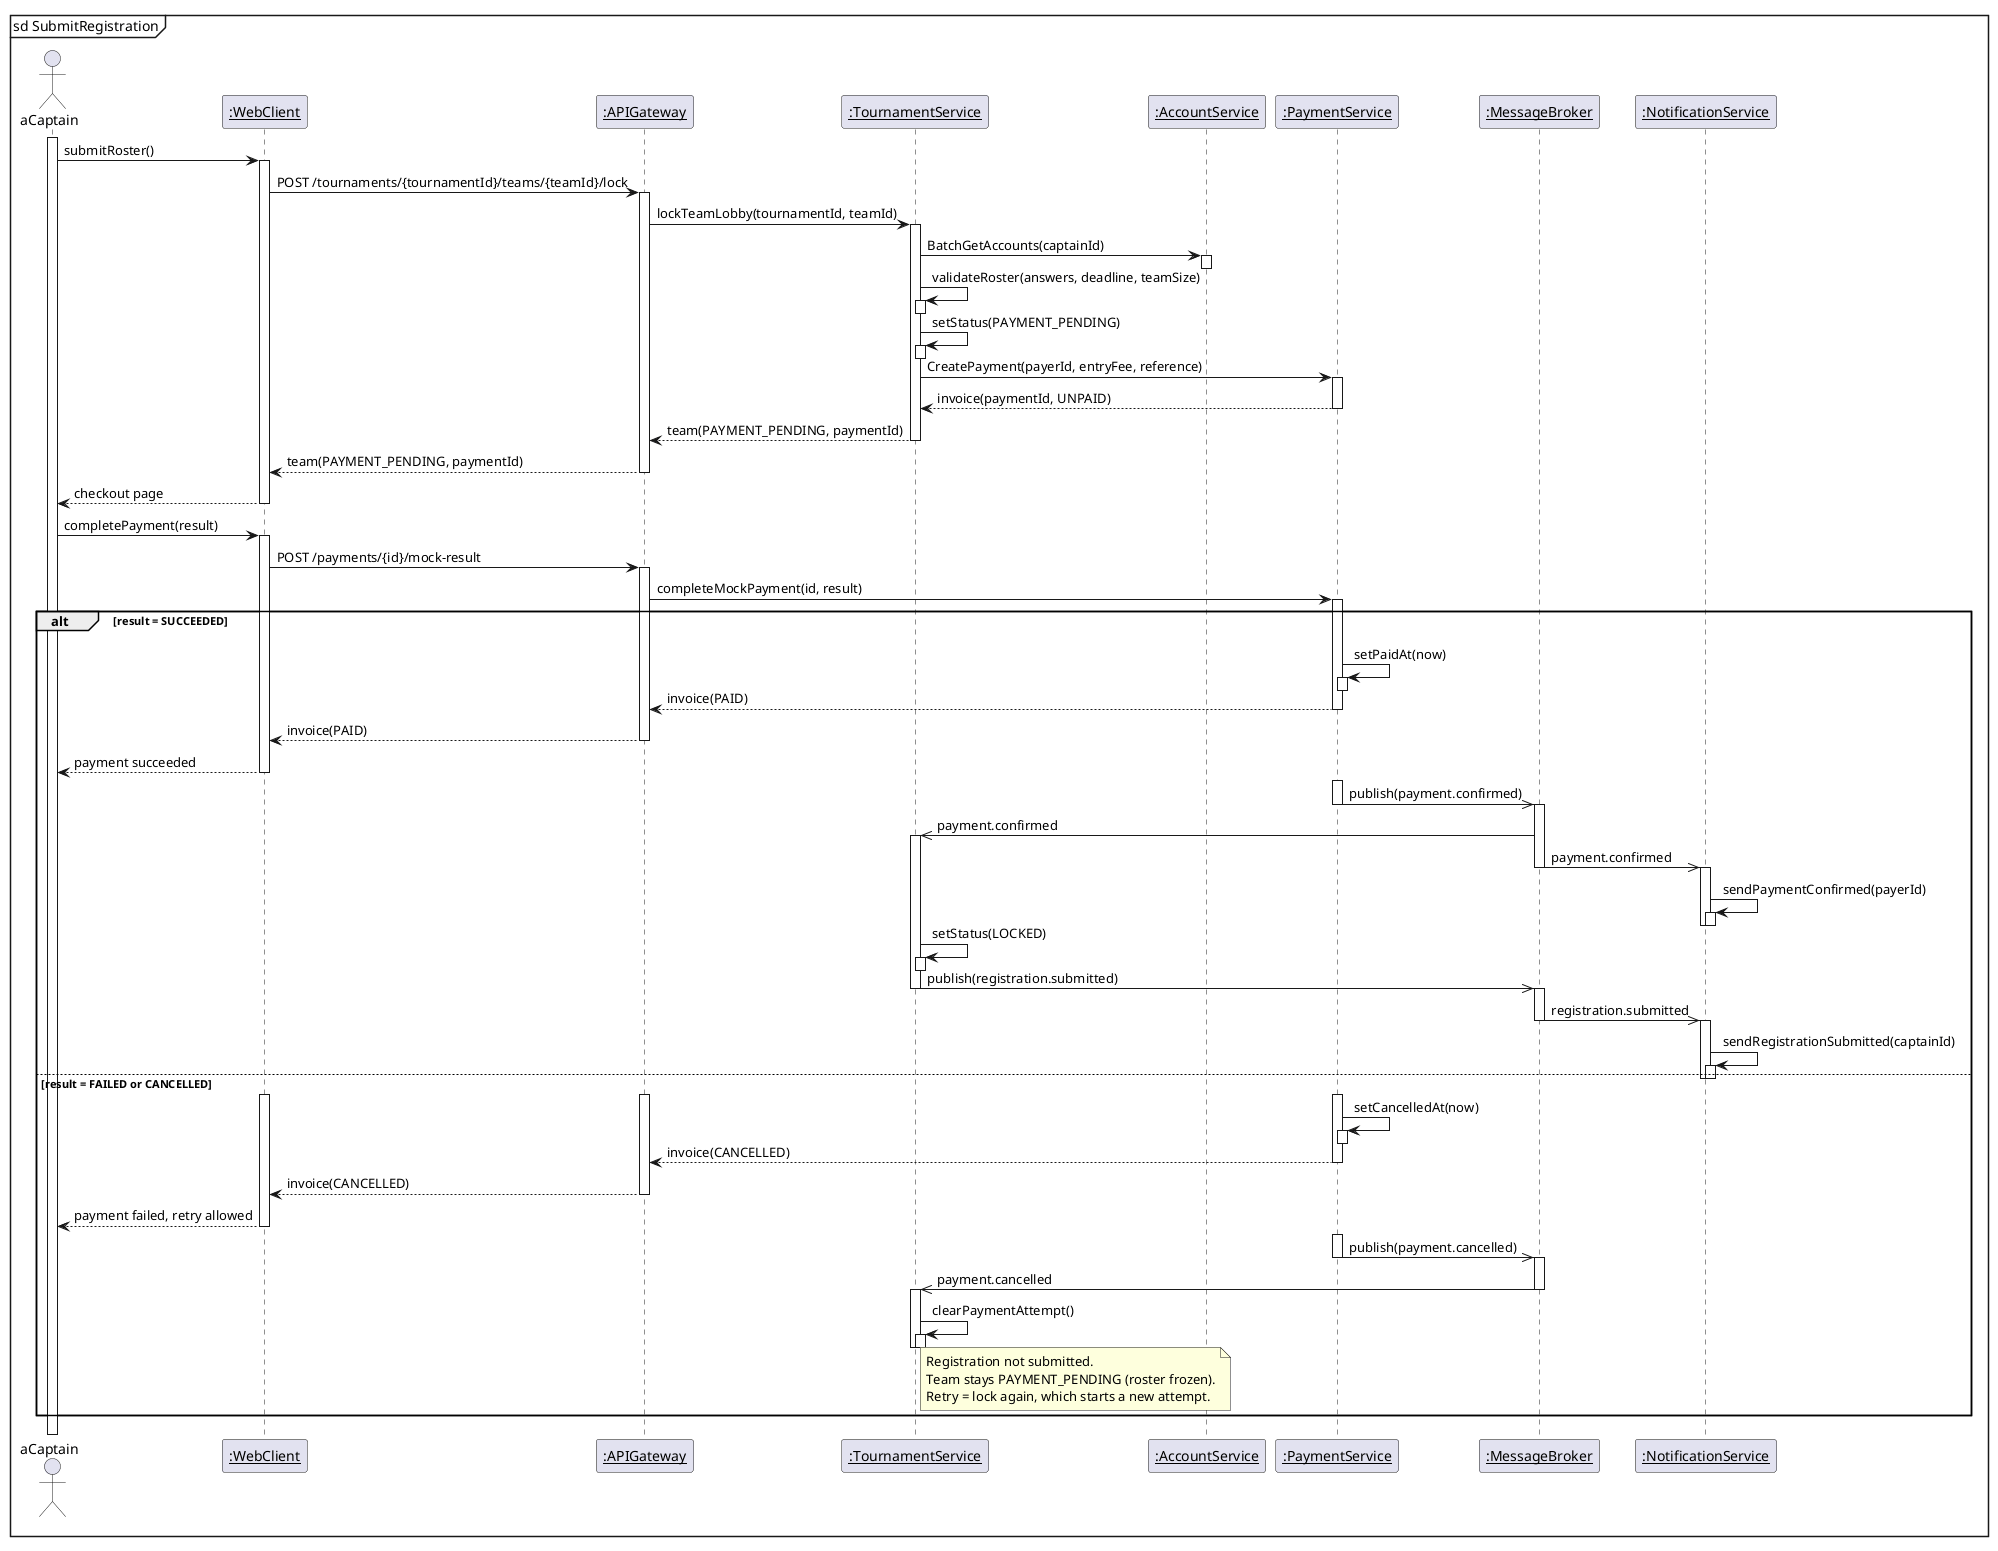 sd SubmitRegistration
aCaptain
:WebClient
:APIGateway
:TournamentService
:AccountService
:PaymentService
:MessageBroker
:NotificationService
submitRoster()
POST /tournaments/{tournamentId}/teams/{teamId}/lock
lockTeamLobby(tournamentId, teamId)
BatchGetAccounts(captainId)
validateRoster(answers, deadline, teamSize)
setStatus(PAYMENT_PENDING)
CreatePayment(payerId, entryFee, reference)
invoice(paymentId, UNPAID)
team(PAYMENT_PENDING, paymentId)
team(PAYMENT_PENDING, paymentId)
checkout page
completePayment(result)
POST /payments/{id}/mock-result
completeMockPayment(id, result)
alt [result = SUCCEEDED]
setPaidAt(now)
invoice(PAID)
invoice(PAID)
payment succeeded
publish(payment.confirmed)
payment.confirmed
payment.confirmed
sendPaymentConfirmed(payerId)
setStatus(LOCKED)
publish(registration.submitted)
registration.submitted
sendRegistrationSubmitted(captainId)
[result = FAILED or CANCELLED]
setCancelledAt(now)
invoice(CANCELLED)
invoice(CANCELLED)
payment failed, retry allowed
publish(payment.cancelled)
payment.cancelled
clearPaymentAttempt()
Registration not submitted.
Team stays PAYMENT_PENDING (roster frozen).
Retry = lock again, which starts a new attempt.
aCaptain
:WebClient
:APIGateway
:TournamentService
:AccountService
:PaymentService
:MessageBroker
:NotificationService